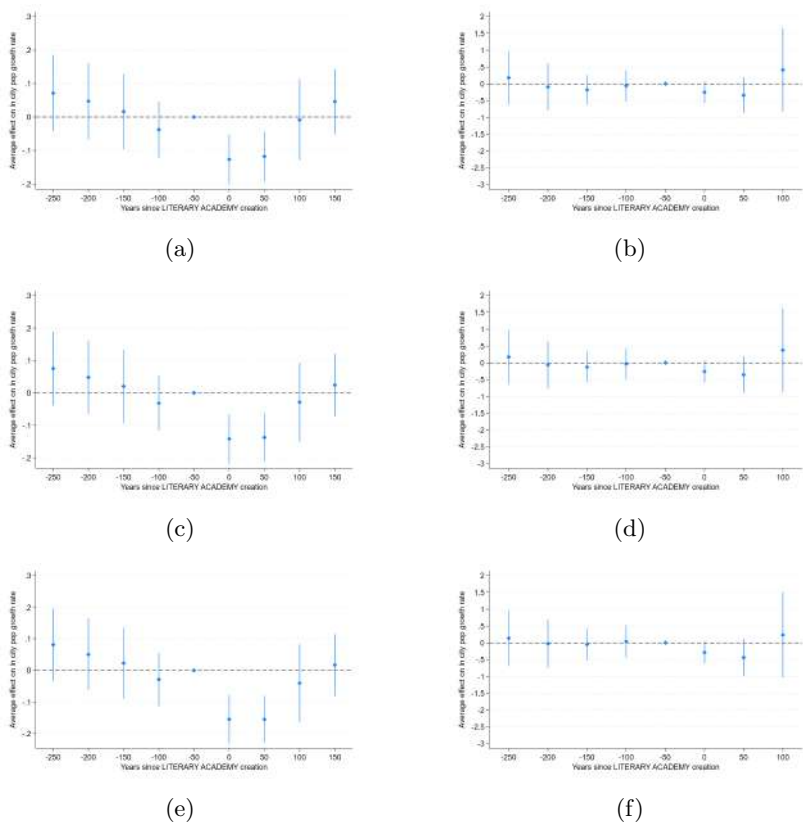 Average effect on ln city pop growth rate
.3
.2
.1
0
-.1
-.2
-250 -200 -150 -100 -50 0 50 100 150
Years since LITERARY ACADEMY creation
(a)
Average effect on ln city pop growth rate
2
1.5
1
.5
0
-.5
-1
-1.5
-2
-2.5
-3
-250 -200 -150 -100 -50 0 50 100
Years since LITERARY ACADEMY creation
(b)
Average effect on ln city pop growth rate
.3
.2
.1
0
-.1
-.2
-250 -200 -150 -100 -50 0 50 100 150
Years since LITERARY ACADEMY creation
(c)
Average effect on ln city pop growth rate
2
1.5
1
.5
0
-.5
-1
-1.5
-2
-2.5
-3
-250 -200 -150 -100 -50 0 50 100
Years since LITERARY ACADEMY creation
(d)
Average effect on ln city pop growth rate
.3
.2
.1
0
-.1
-.2
-250 -200 -150 -100 -50 0 50 100 150
Years since LITERARY ACADEMY creation
(e)
Average effect on ln city pop growth rate
2
1.5
1
.5
0
-.5
-1
-1.5
-2
-2.5
-3
-250 -200 -150 -100 -50 0 50 100
Years since LITERARY ACADEMY creation
(f)